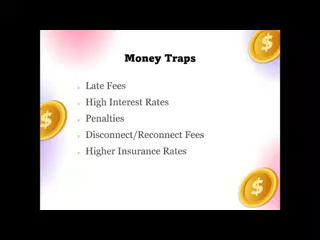 Money Traps
Late Fees
High Interest Rates
Penalties
Disconnect/Reconnect Fees
Higher Insurance Rates